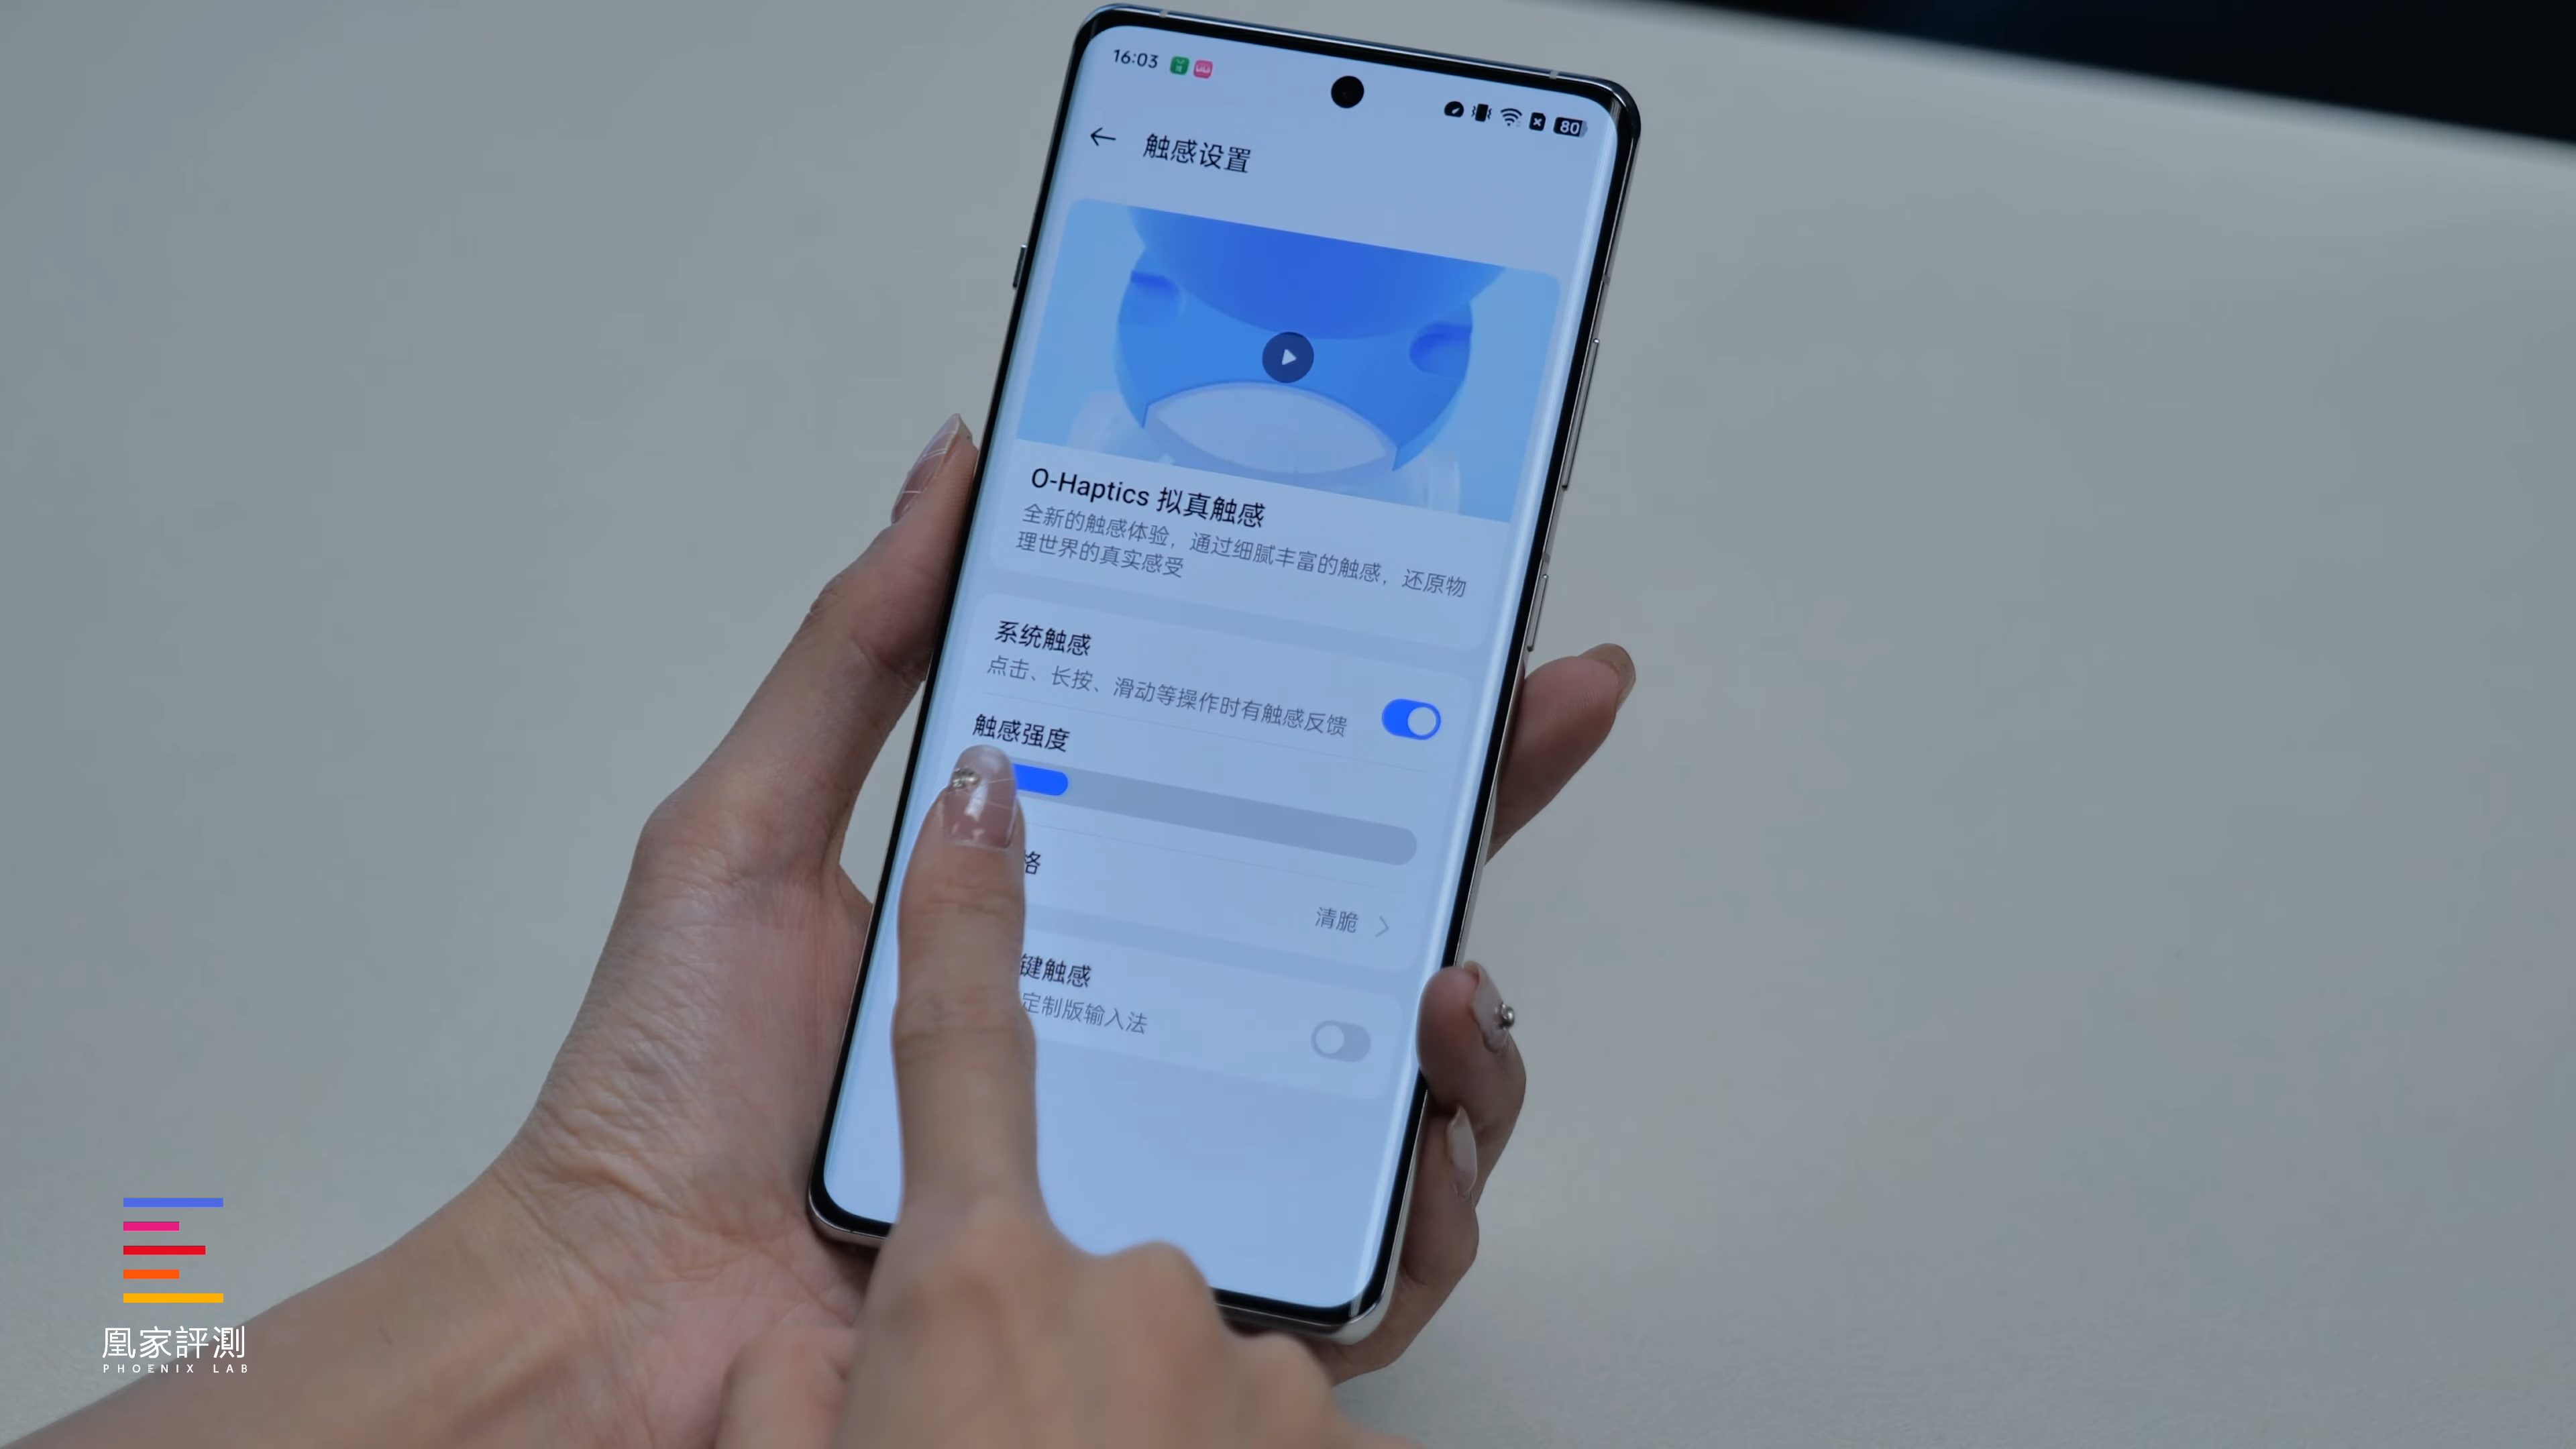 16:03
80
触感设置
O-Haptics 拟真触感
全新的触感体验，通过细腻丰富的触感，还原物
理世界的真实感受
系统触感
点击、长按、滑动等操作时有触感反馈
触感强度
格
清脆
键触感
定制版输入法
凰家評測
PHOENIX LAB